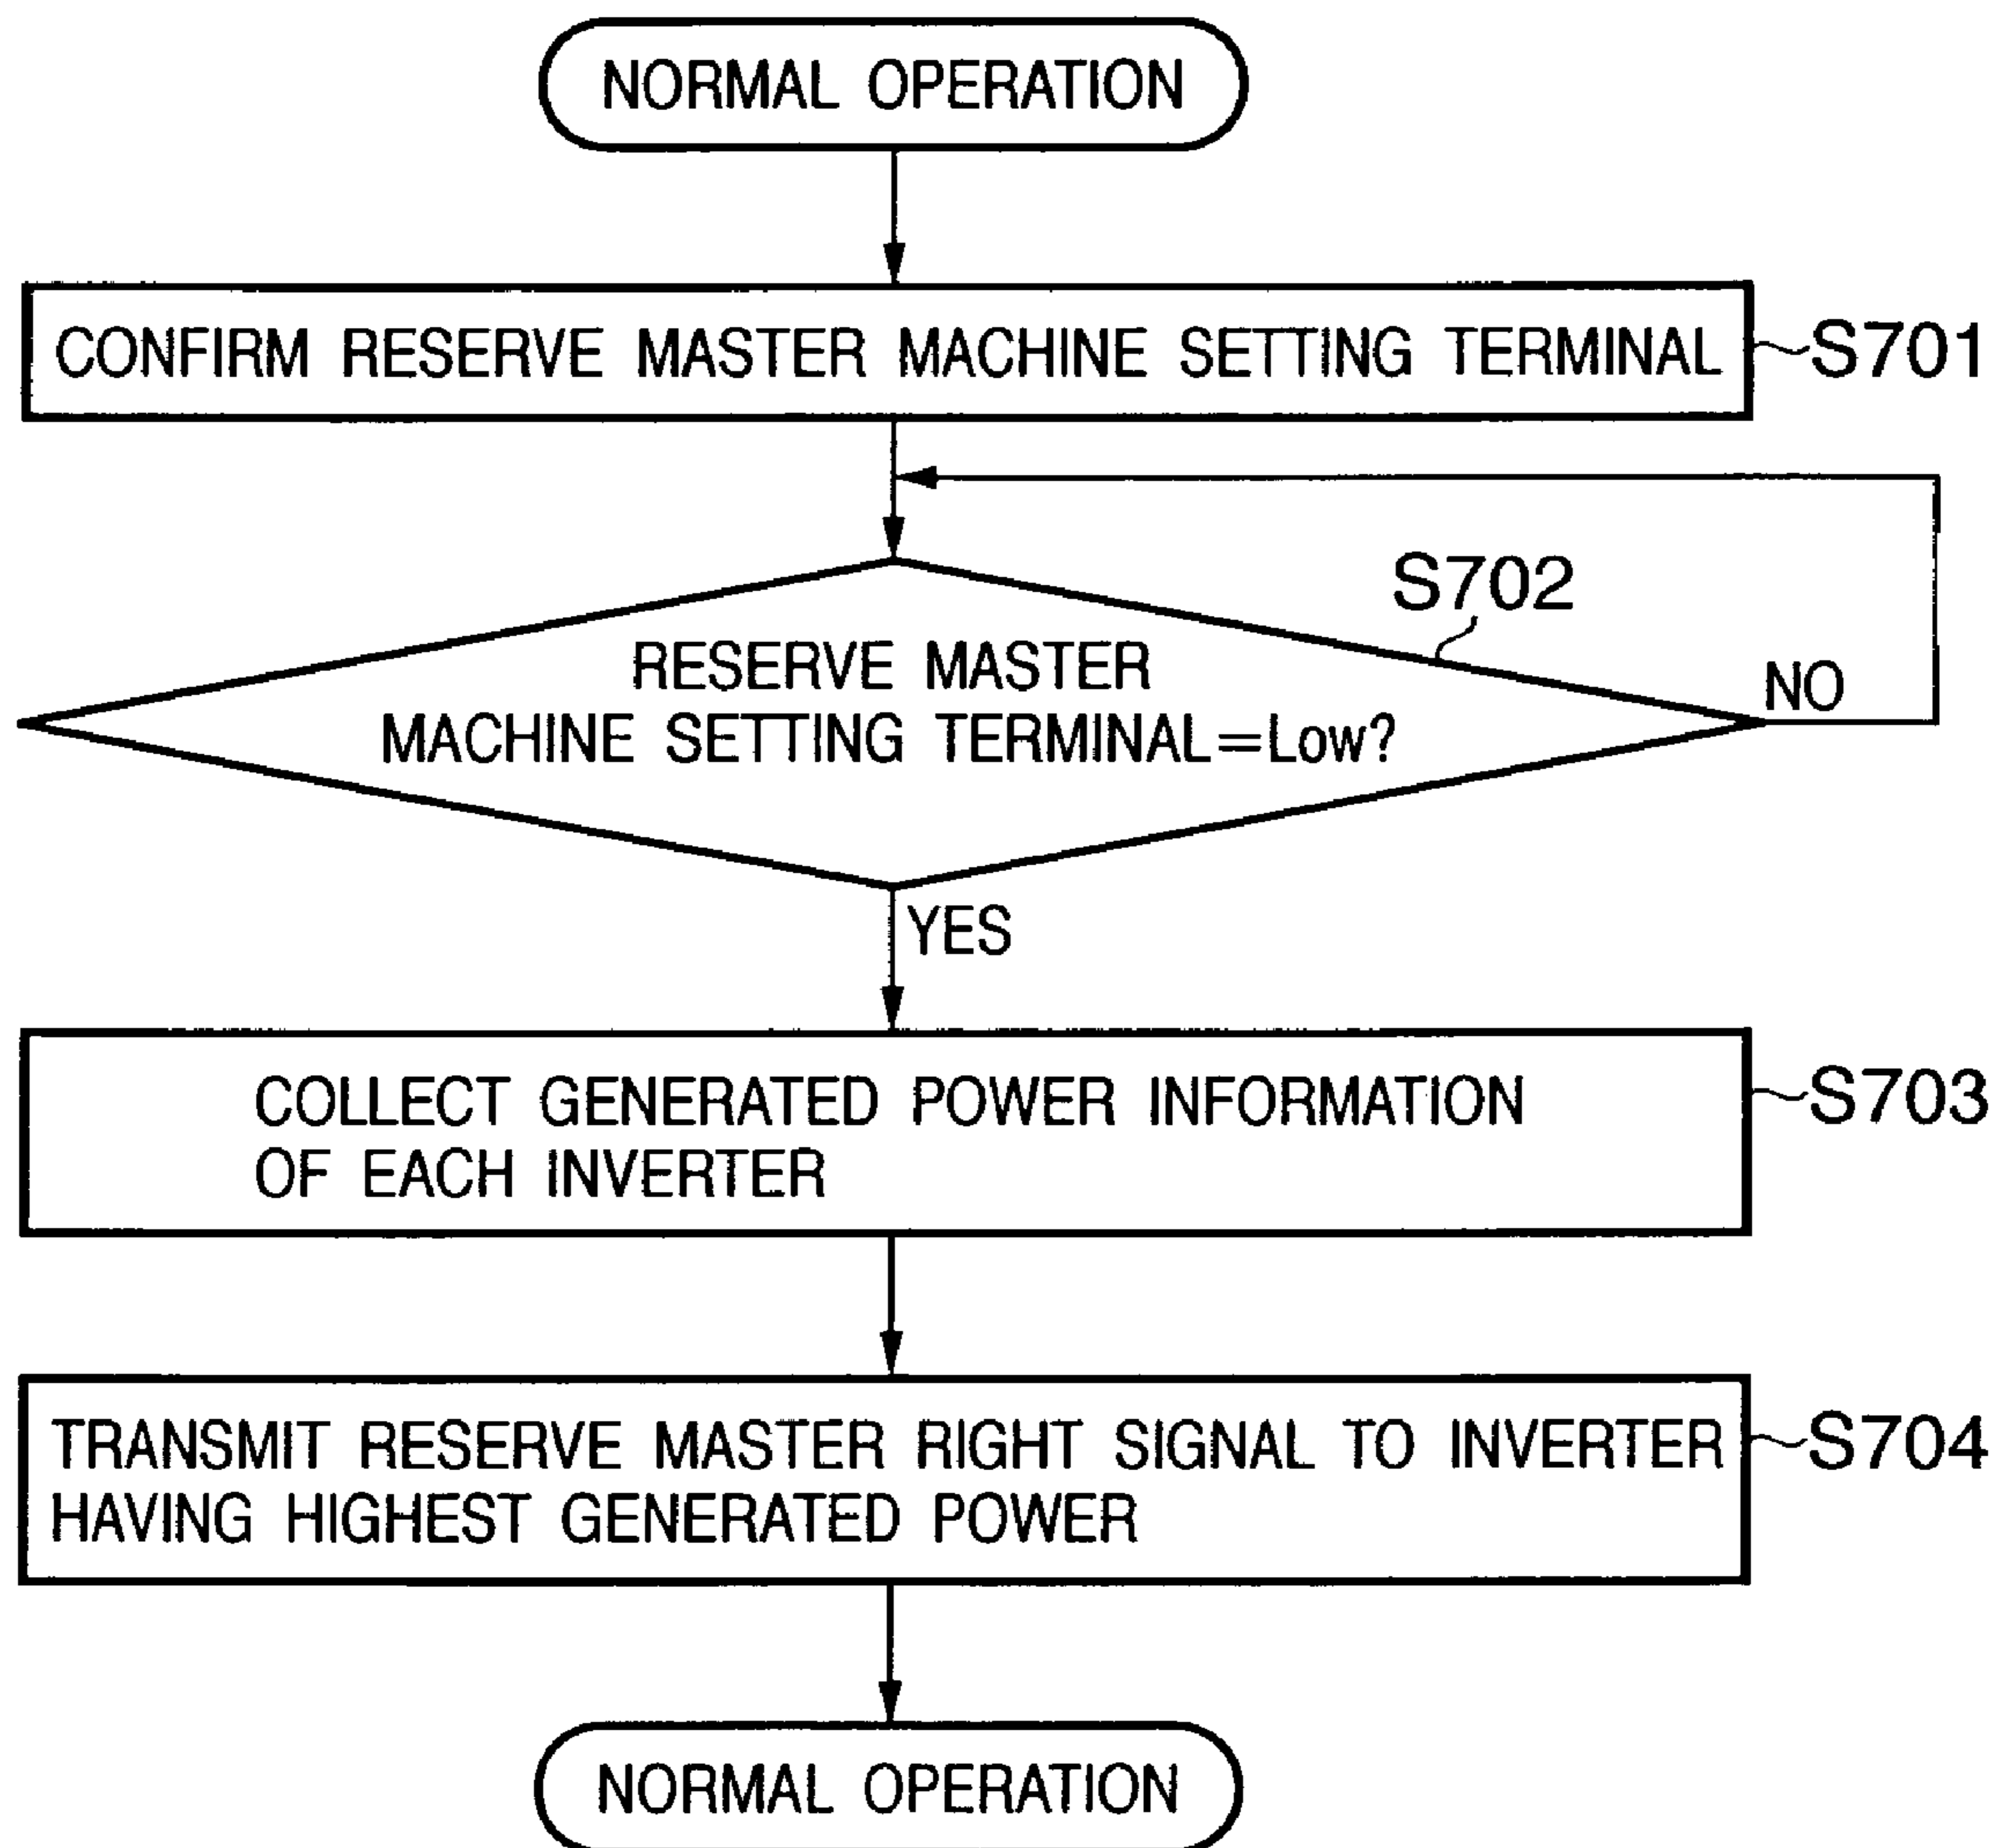 NORMAL OPERATION
CONFIRM RESERVE MASTER MACHINE SETTING TERMINAL
S701
S702
RESERVE MASTER
MACHINE SETTING TERMINAL=Low?
NO
YES
COLLECT GENERATED POWER INFORMATION
OF EACH INVERTER
S703
TRANSMIT RESERVE MASTER RIGHT SIGNAL TO INVERTER
HAVING HIGHEST GENERATED POWER
S704
NORMAL OPERATION